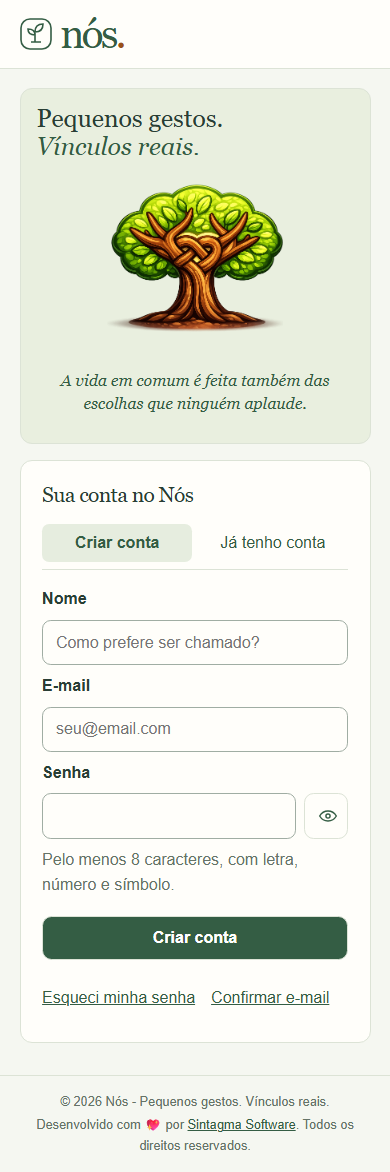 nós.
Pequenos gestos.
Vínculos reais.
A vida em comum é feita também das
escolhas que ninguém aplaude.
Sua conta no Nós
Criar conta
Já tenho conta
Nome
Como prefere ser chamado?
E-mail
seu@email.com
Senha
Pelo menos 8 caracteres, com letra,
número e símbolo.
Criar conta
Esqueci minha senha Confirmar e-mail
© 2026 Nós - Pequenos gestos. Vínculos reais.
Desenvolvido com 💖 por Sintagma Software. Todos os
direitos reservados.